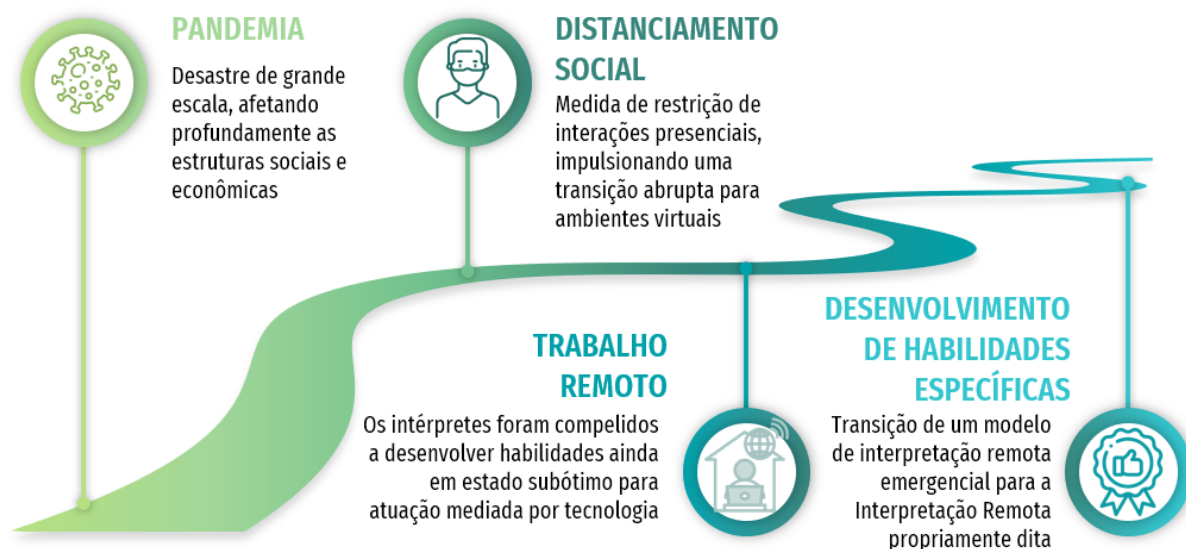 PANDEMIA
Desastre de grande
escala, afetando
profundamente as
estruturas sociais e
econômicas
DISTANCIAMENTO
SOCIAL
Medida de restrição de
interações presenciais,
impulsionando uma
transição abrupta para
ambientes virtuais
TRABALHO
REMOTO
Os intérpretes foram compelidos
a desenvolver habilidades ainda
em estado subótimo para
atuação mediada por tecnologia
DESENVOLVIMENTO
DE HABILIDADES
ESPECÍFICAS
Transição de um modelo
de interpretação remota
emergencial para a
Interpretação Remota
propriamente dita